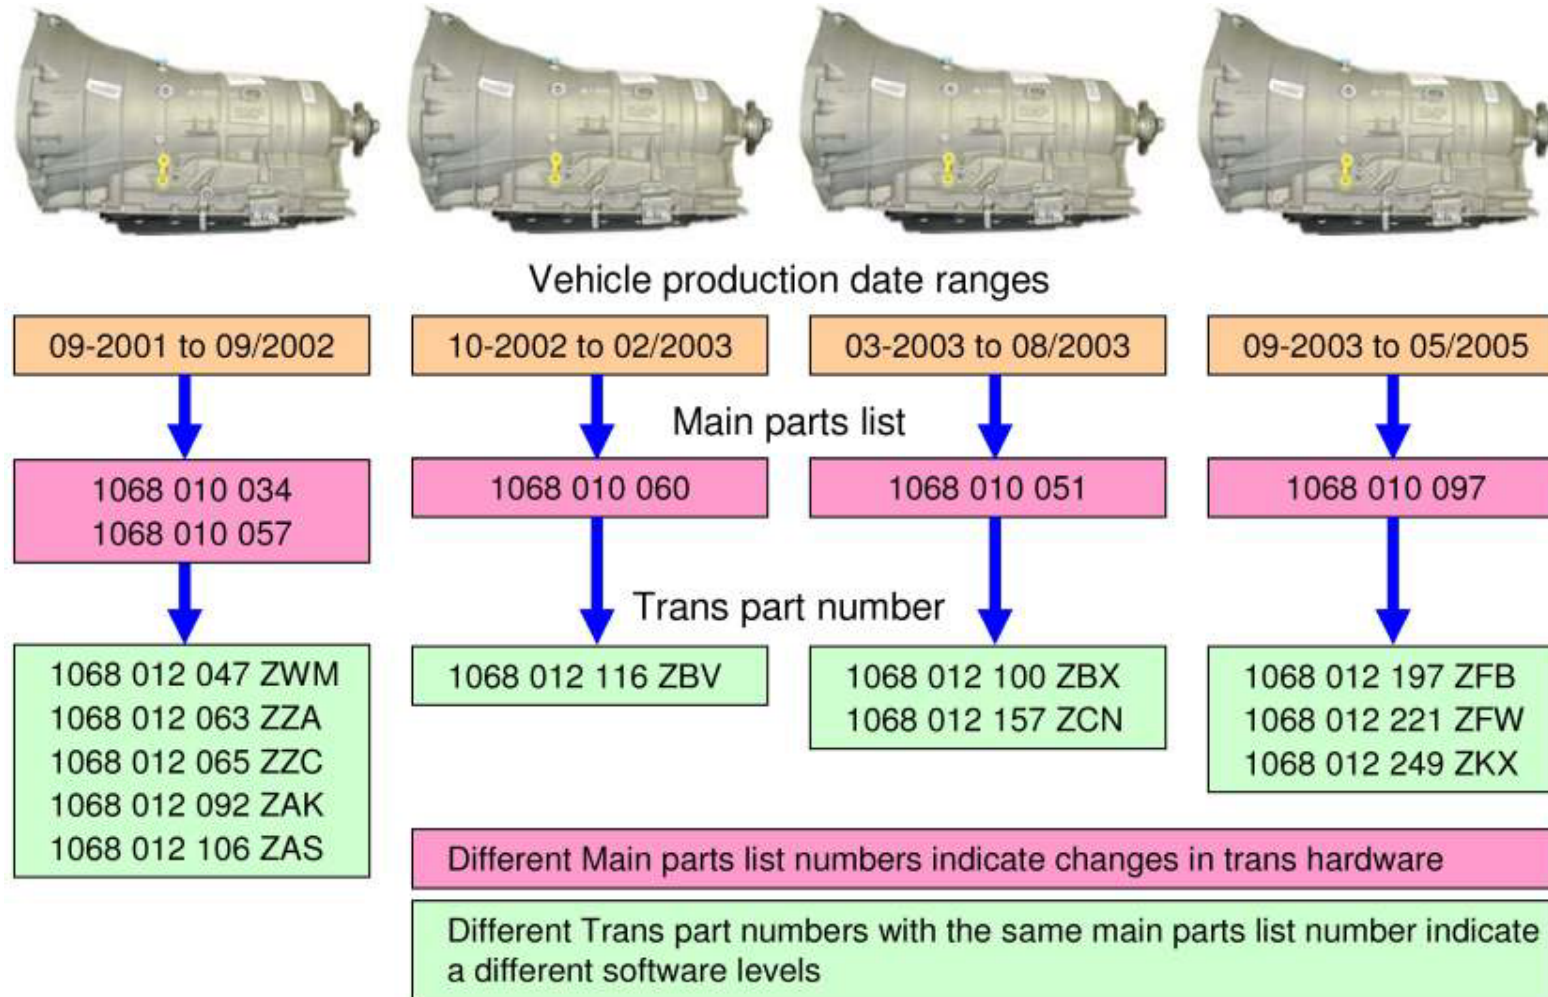 Vehicle production date ranges
09-2001 to 09/2002
10-2002 to 02/2003
03-2003 to 08/2003
09-2003 to 05/2005
Main parts list
1068 010 034
1068 010 057
1068 010 060
1068 010 051
1068 010 097
Trans part number
1068 012 047 ZWM
1068 012 063 ZZA
1068 012 065 ZZC
1068 012 092 ZAK
1068 012 106 ZAS
1068 012 116 ZBV
1068 012 100 ZBX
1068 012 157 ZCN
1068 012 197 ZFB
1068 012 221 ZFW
1068 012 249 ZKX
Different Main parts list numbers indicate changes in trans hardware
Different Trans part numbers with the same main parts list number indicate
a different software levels